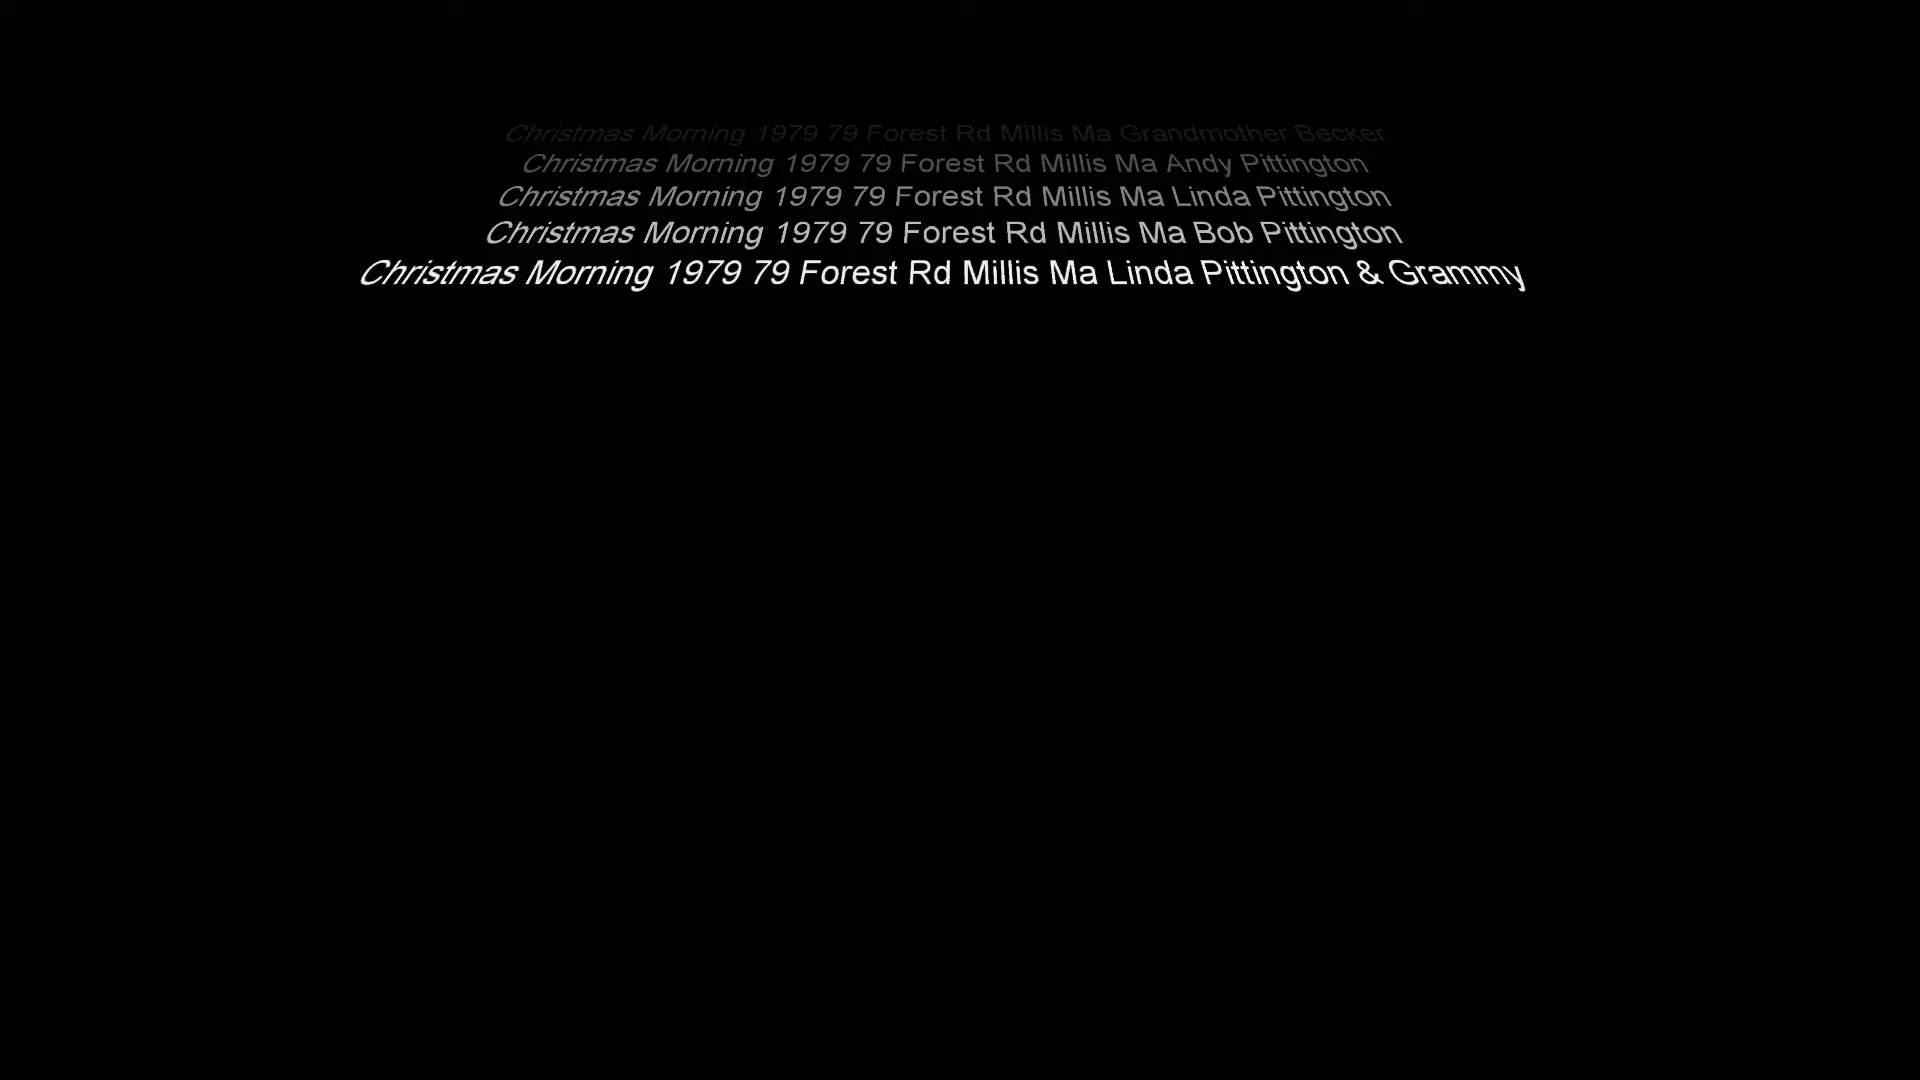 Christmas Morning 1979 79 Forest Rd Millis Ma Grandmother Becker
Christmas Morning 1979 79 Forest Rd Millis Ma Andy Pittington
Christmas Morning 1979 79 Forest Rd Millis Ma Linda Pittington
Christmas Morning 1979 79 Forest Rd Millis Ma Bob Pittington
Christmas Morning 1979 79 Forest Rd Millis Ma Linda Pittington & Grammy